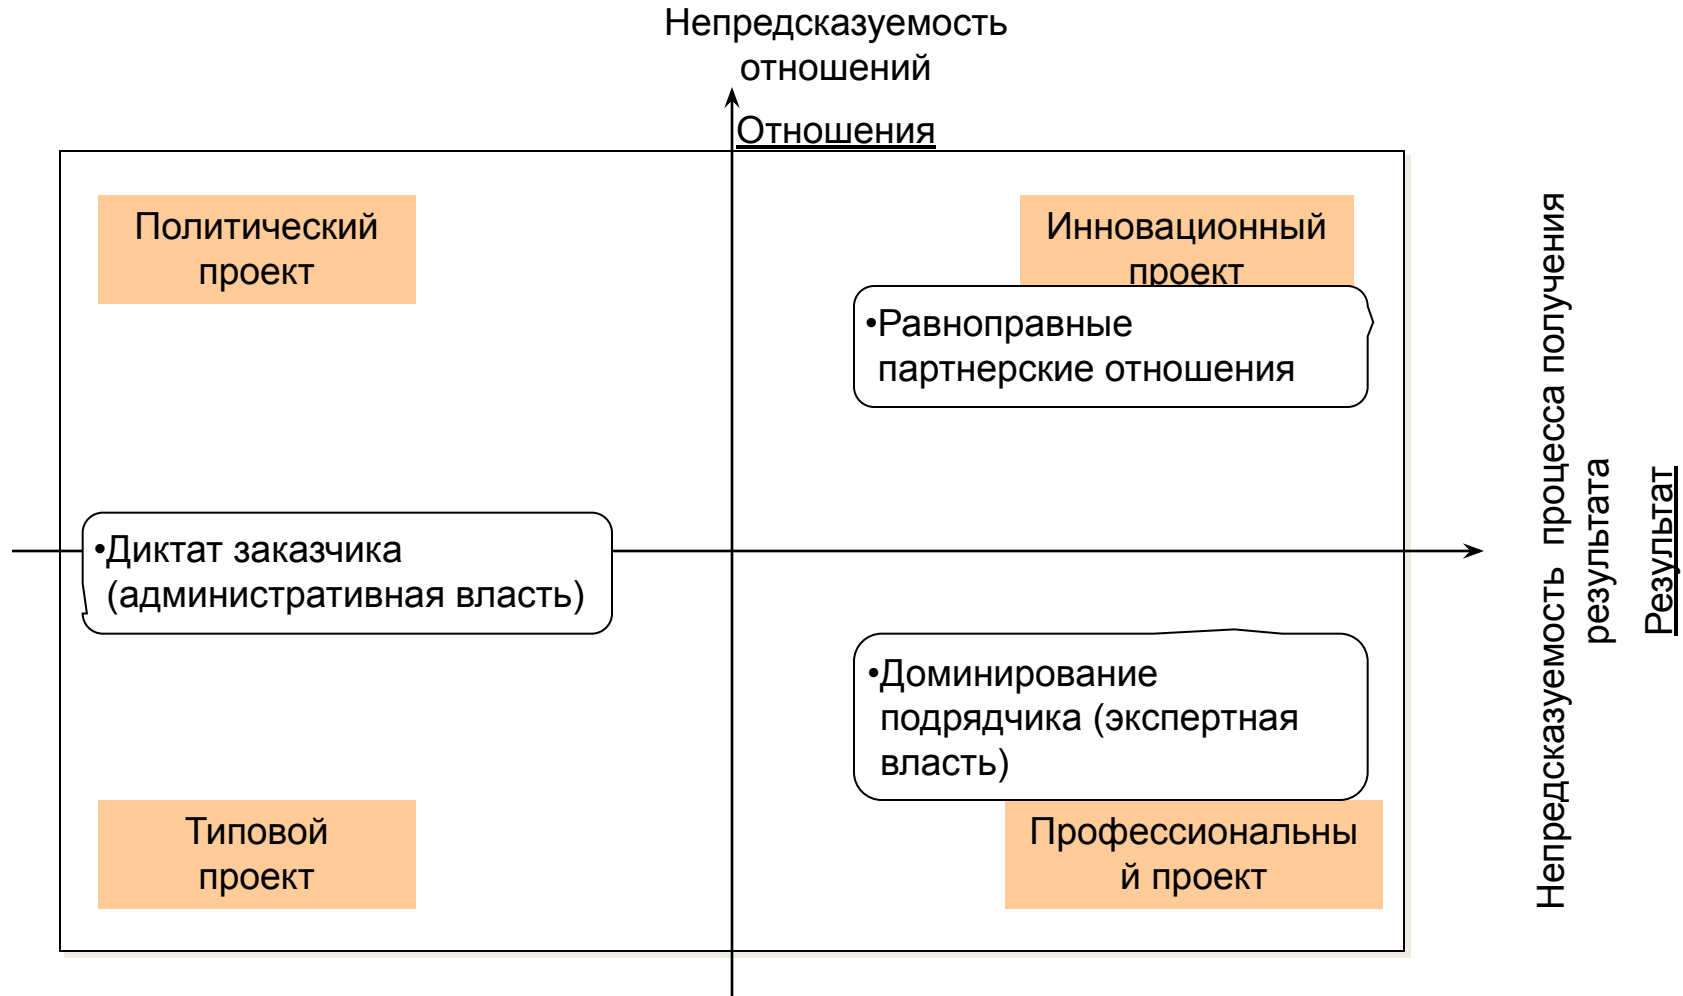 Непредсказуемость
отношений
Отношения
Политический
проект
Инновационный
проект
•Равноправные
партнерские отношения
•Диктат заказчика
(административная власть)
•Доминирование
подрядчика (экспертная
власть)
Типовой
проект
Профессиональны
й проект
Непредсказуемость процесса получения
результата
Результат